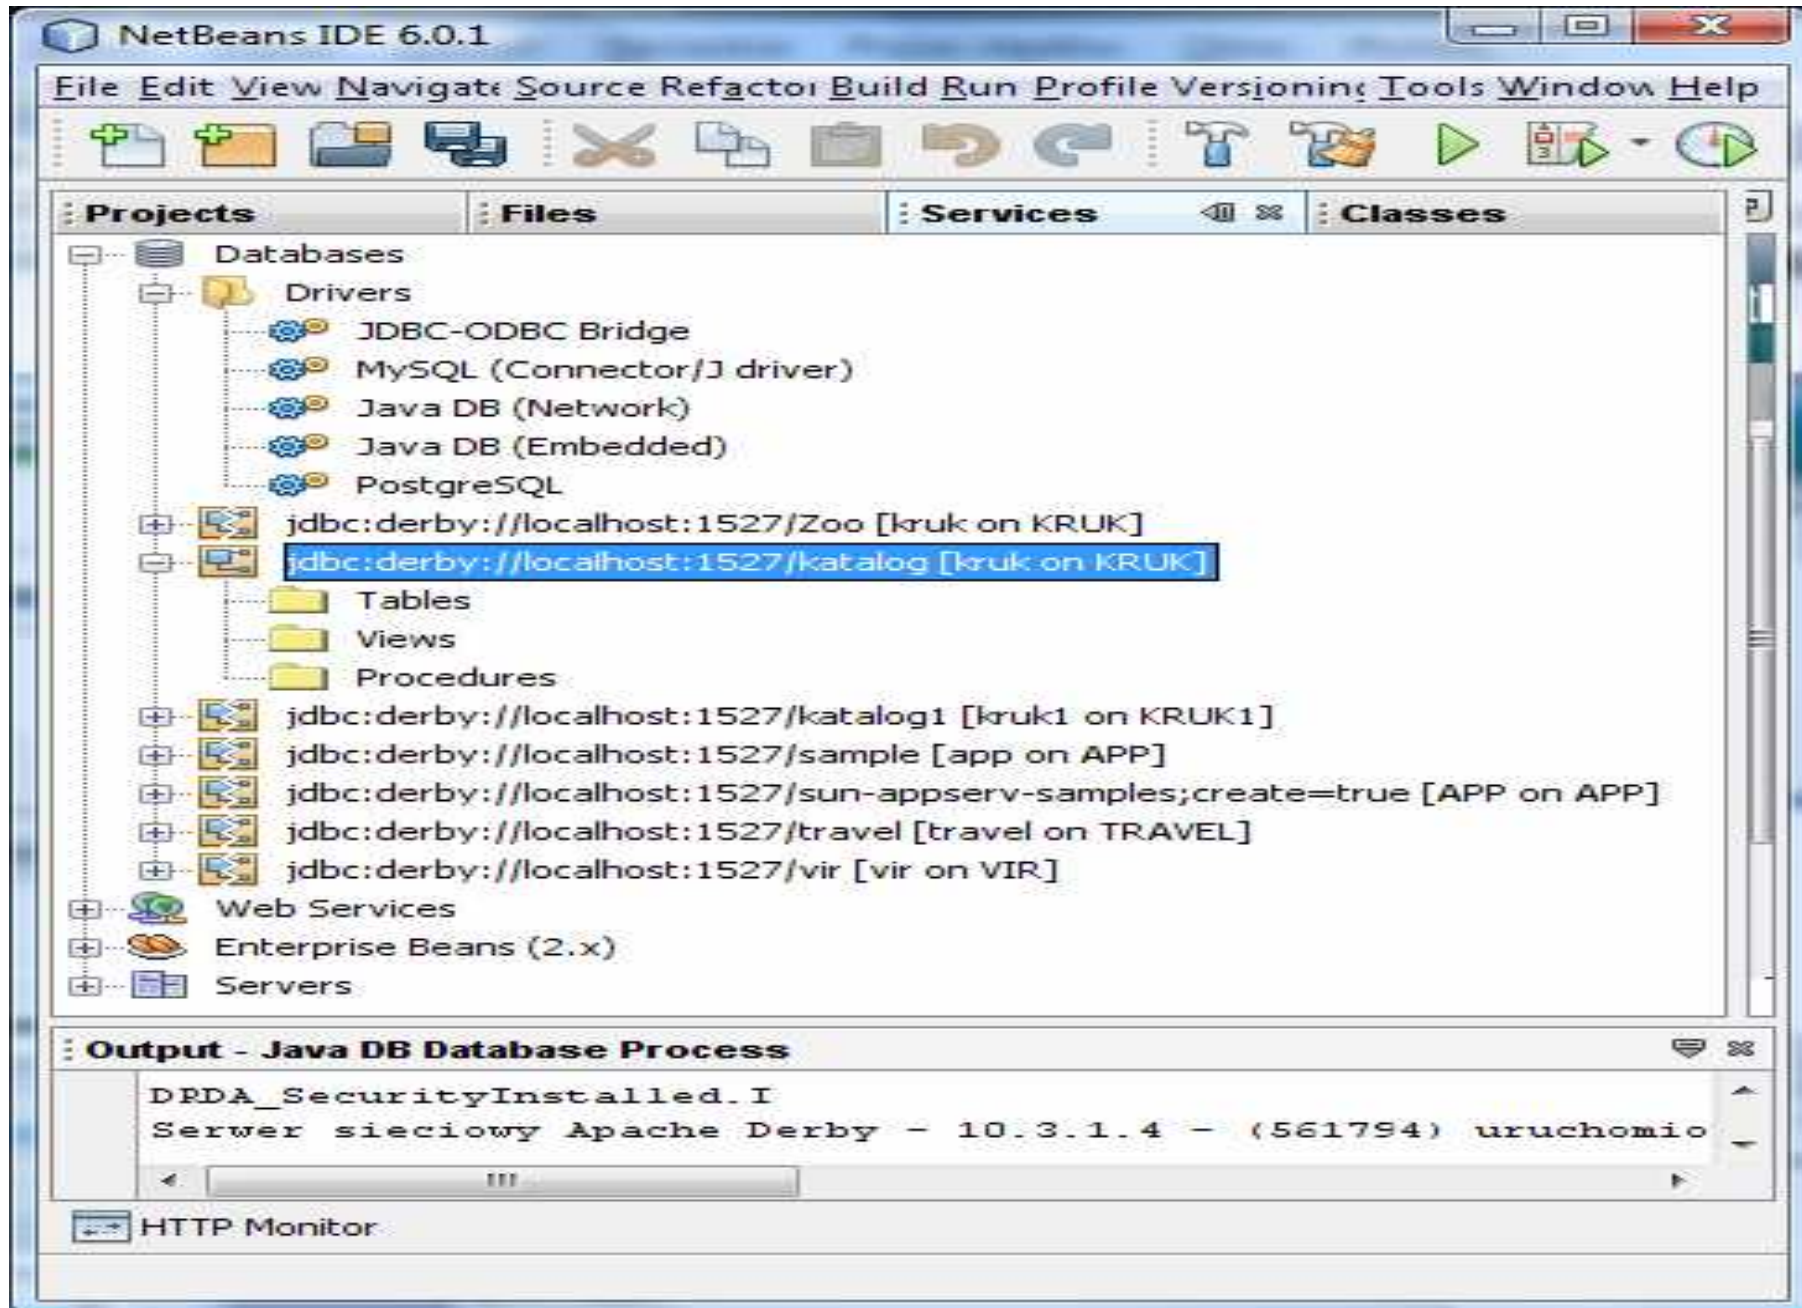 NetBeans IDE 6.0.1
File Edit View Navigate Source Refactor Build Run Profile Versioning Tools Window Help
Projects Files Services Classes
Databases
Drivers
JDBC-ODBC Bridge
MySQL (Connector/J driver)
Java DB (Network)
Java DB (Embedded)
PostgreSQL
jdbc:derby://localhost:1527/Zoo [kruk on KRUK]
jdbc:derby://localhost:1527/katalog [kruk on KRUK]
Tables
Views
Procedures
jdbc:derby://localhost:1527/katalog1 [kruk1 on KRUK1]
jdbc:derby://localhost:1527/sample [app on APP]
jdbc:derby://localhost:1527/sun-appserv-samples;create=true [APP on APP]
jdbc:derby://localhost:1527/travel [travel on TRAVEL]
jdbc:derby://localhost:1527/vir [vir on VIR]
Web Services
Enterprise Beans (2.x)
Servers
Output - Java DB Database Process
DRDA_SecurityInstalled.I
Serwer sieciowy Apache Derby - 10.3.1.4 - (561794) uruchomio
HTTP Monitor